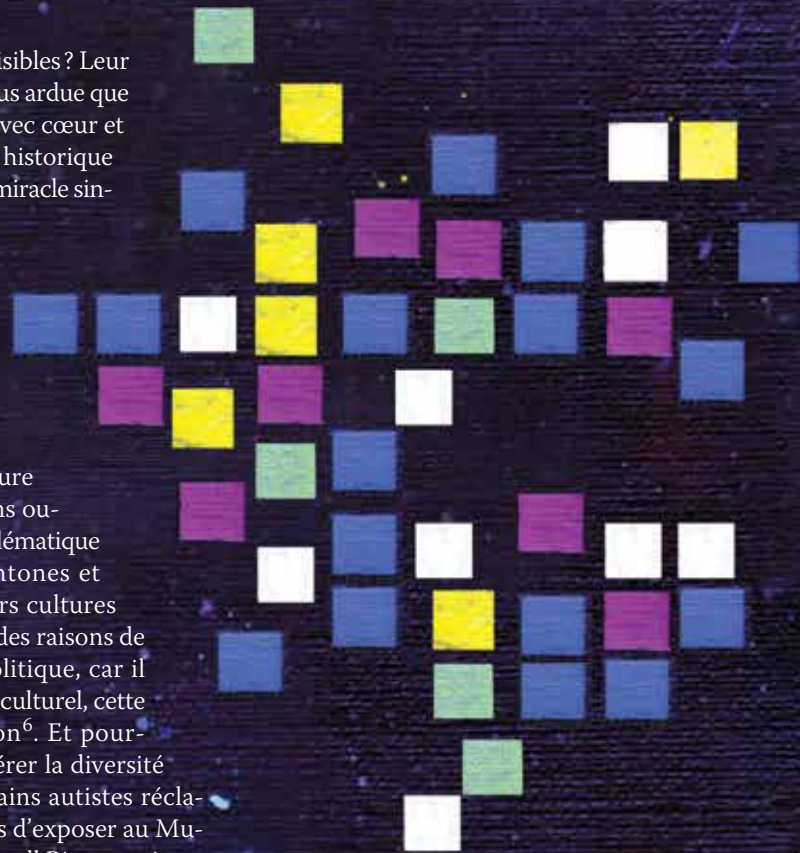 isibles ? Leur
us ardue que
vec cœur et
historique
miracle sin-
ure
ns ou-
lématique
ntones et
rs cultures
des raisons de
olitique, car il
culturel, cette
on⁶. Et pour-
érer la diversité
ains autistes récla-
s d'exposer au Mu-